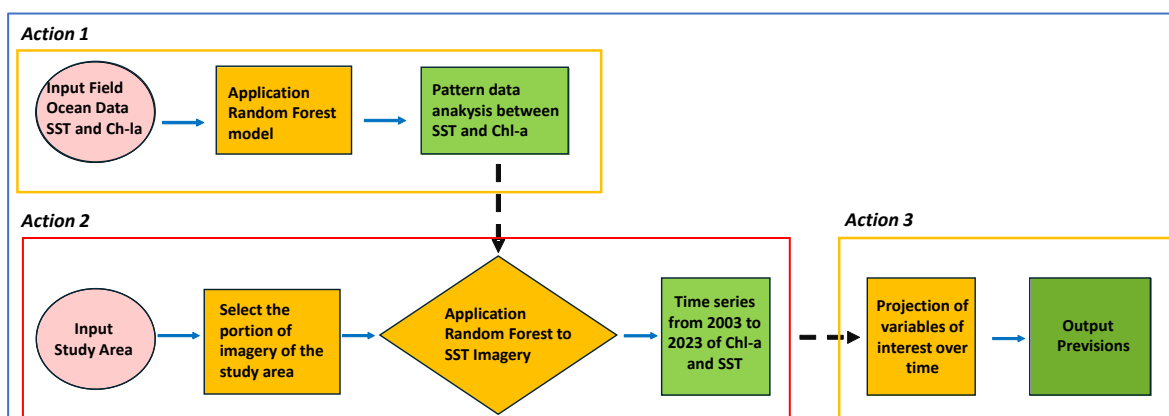 Action 1
Input Field
Ocean Data
SST and Ch-la
Application
Random Forest
model
Pattern data
anakysis between
SST and Chl-a
Action 2
Input
Study Area
Select the
portion of
imagery of the
study area
Application
Random Forest to
SST Imagery
Time series
from 2003 to
2023 of Chl-a
and SST
Action 3
Projection of
variables of
interest over
time
Output
Previsions